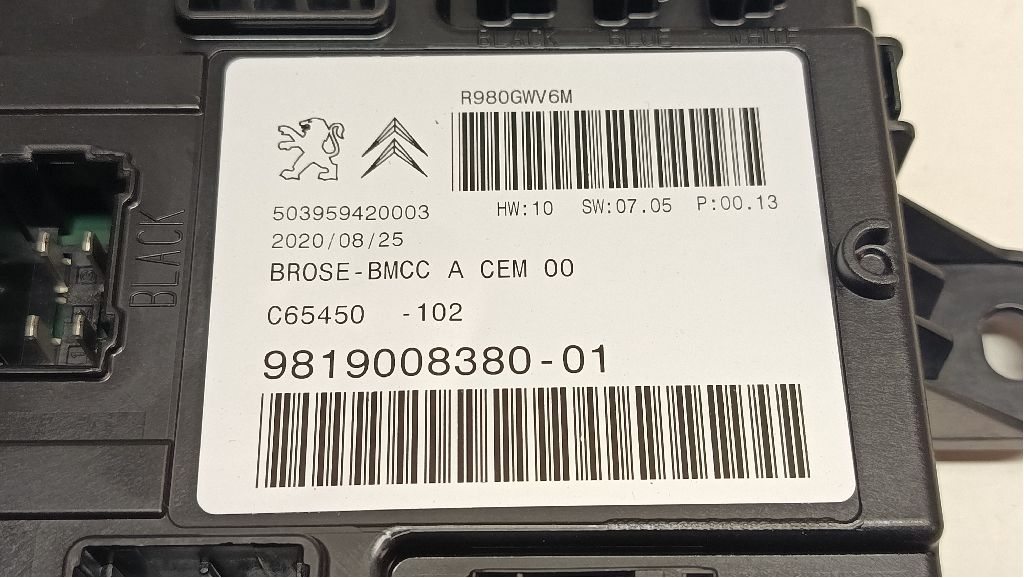 BLACK BLUE WHITE
R980GWV6M
503959420003 HW:10 SW:07.05 P:00.13
2020/08/25
BROSE-BMCC A CEM 00
C65450 -102
9819008380-01
BLACK
6